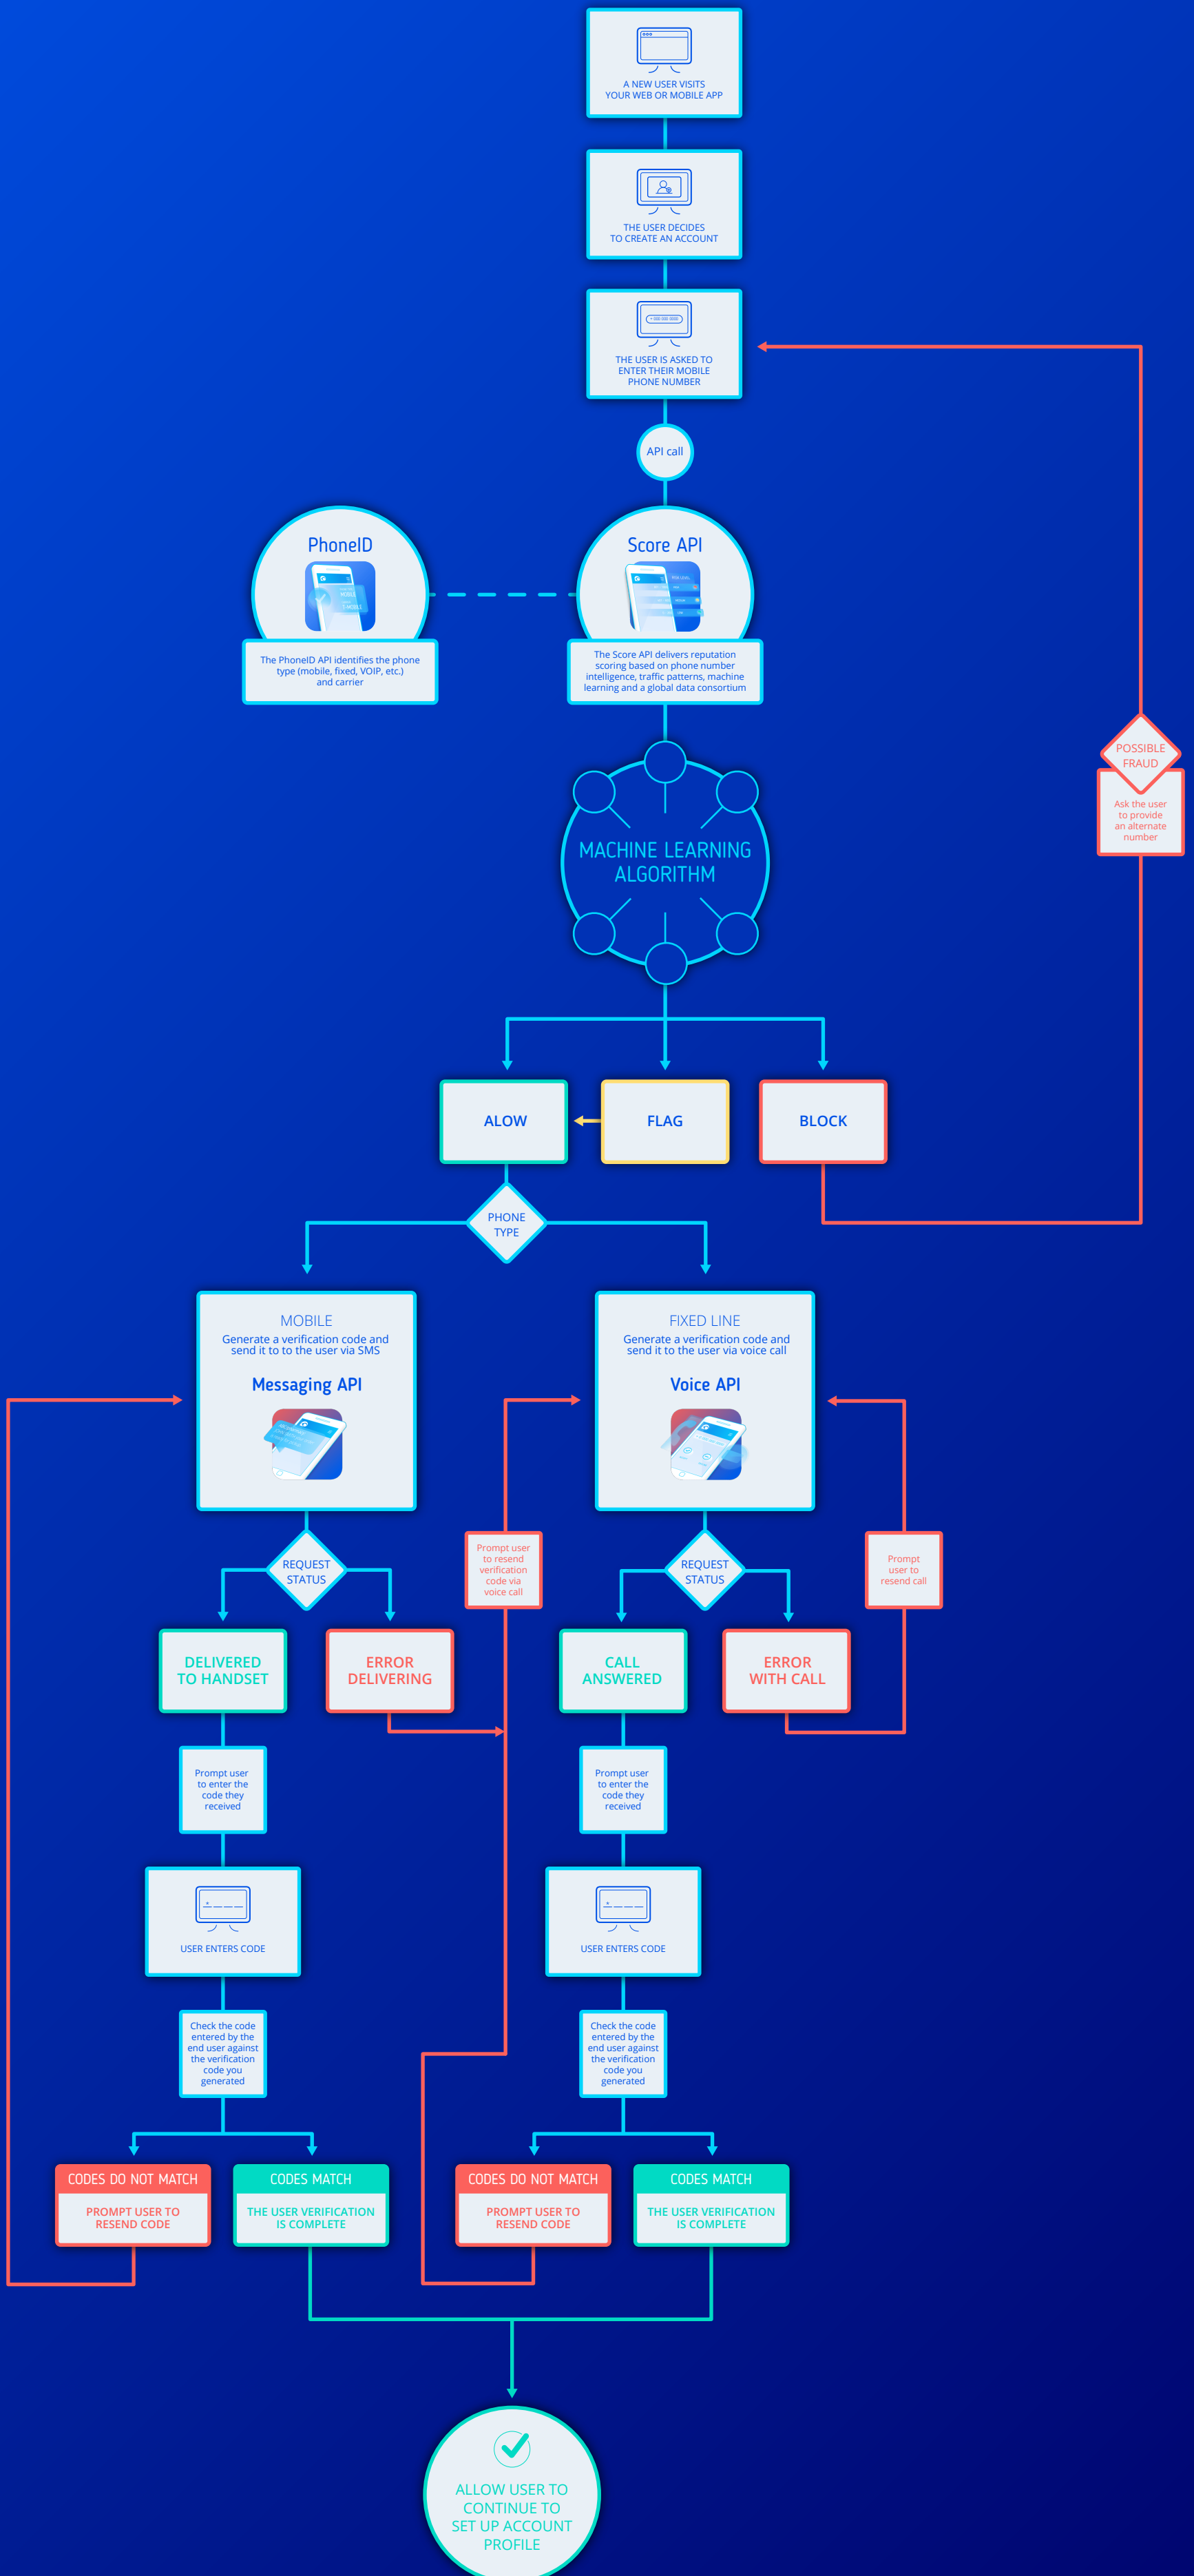 A NEW USER VISITS
YOUR WEB OR MOBILE APP
THE USER DECIDES
TO CREATE AN ACCOUNT
THE USER IS ASKED TO
ENTER THEIR MOBILE
PHONE NUMBER
API call
PhoneID
The PhoneID API identifies the phone
type (mobile, fixed, VOIP, etc.)
and carrier
Score API
The Score API delivers reputation
scoring based on phone number
intelligence, traffic patterns, machine
learning and a global data consortium
POSSIBLE
FRAUD
Ask the user
to provide
an alternate
number
MACHINE LEARNING
ALGORITHM
ALOW
FLAG
BLOCK
PHONE
TYPE
MOBILE
Generate a verification code and
send it to to the user via SMS
Messaging API
FIXED LINE
Generate a verification code and
send it to the user via voice call
Voice API
REQUEST
STATUS
Prompt user
to resend
verification
code via
voice call
REQUEST
STATUS
Prompt
user to
resend call
DELIVERED
TO HANDSET
ERROR
DELIVERING
CALL
ANSWERED
ERROR
WITH CALL
Prompt user
to enter the
code they
received
Prompt user
to enter the
code they
received
USER ENTERS CODE
USER ENTERS CODE
Check the code
entered by the
end user against
the verification
code you
generated
Check the code
entered by the
end user against
the verification
code you
generated
CODES DO NOT MATCH
PROMPT USER TO
RESEND CODE
CODES MATCH
THE USER VERIFICATION
IS COMPLETE
CODES DO NOT MATCH
PROMPT USER TO
RESEND CODE
CODES MATCH
THE USER VERIFICATION
IS COMPLETE
ALLOW USER TO
CONTINUE TO
SET UP ACCOUNT
PROFILE